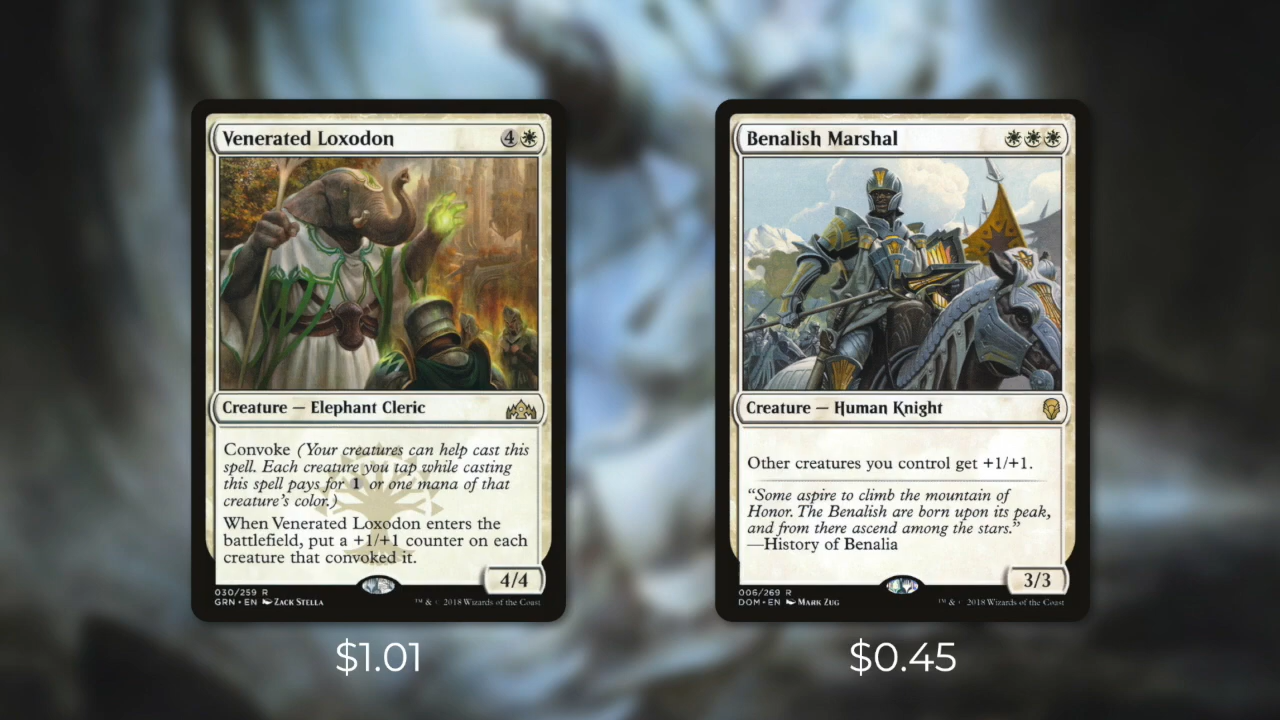 Venerated Loxodon 4
Creature — Elephant Cleric
Convoke (Your creatures can help cast this
spell. Each creature you tap while casting
this spell pays for 1 or one mana of that
creature's color.)
When Venerated Loxodon enters the
battlefield, put a +1/+1 counter on each
creature that convoked it.
4/4
030/259 R
GRN • EN ZACK STELLA
™ & © 2018 Wizards of the Coast
$1.01
Benalish Marshal
Creature — Human Knight
Other creatures you control get +1/+1.
"Some aspire to climb the mountain of
Honor. The Benalish are born upon its peak,
and from there ascend among the stars."
—History of Benalia
3/3
006/269 R
DOM • EN MARK ZUG
™ & © 2018 Wizards of the Coast
$0.45